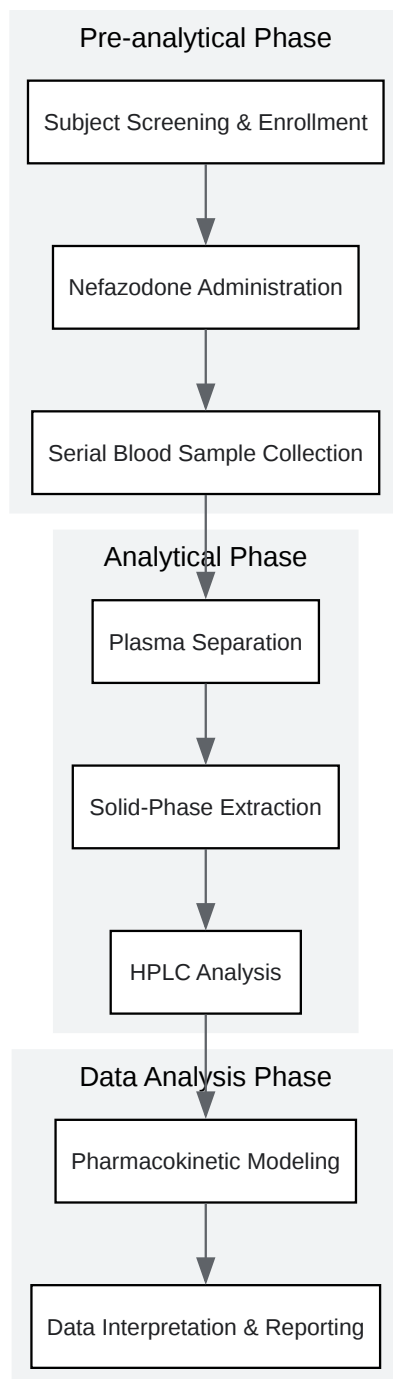 Pre-analytical Phase
Subject Screening & Enrollment
Nefazodone Administration
Serial Blood Sample Collection
Analytical Phase
Plasma Separation
Solid-Phase Extraction
HPLC Analysis
Data Analysis Phase
Pharmacokinetic Modeling
Data Interpretation & Reporting